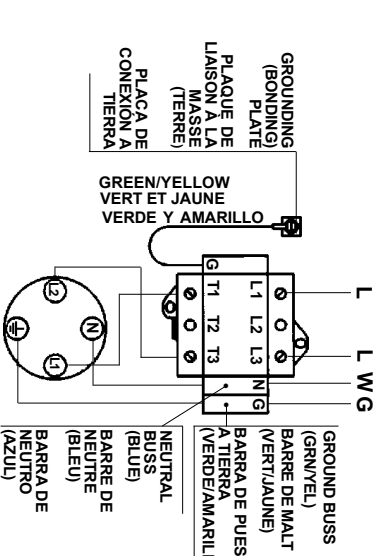 GROUNDING
(BONDING)
PLATE
PLAQUE DE
LIAISON À LA
MASSE
(TERRE)
PLACA DE
CONEXIÓN A
TIERRA
GREEN/YELLOW
VERT ET JAUNE
VERDE Y AMARILLO
L L W G
G
L1 L2 L3 N G
T1 T2 T3
L2 N L1
GROUND BUSS
(GRN/YEL)
BARRE DE MALT
(VERT/JAUNE)
BARRA DE PUES
A TIERRA
(VERDE/AMARILL
NEUTRAL
BUSS
(BLUE)
BARRE DE
NEUTRE
(BLEU)
BARRA DE
NEUTRO
(AZUL)